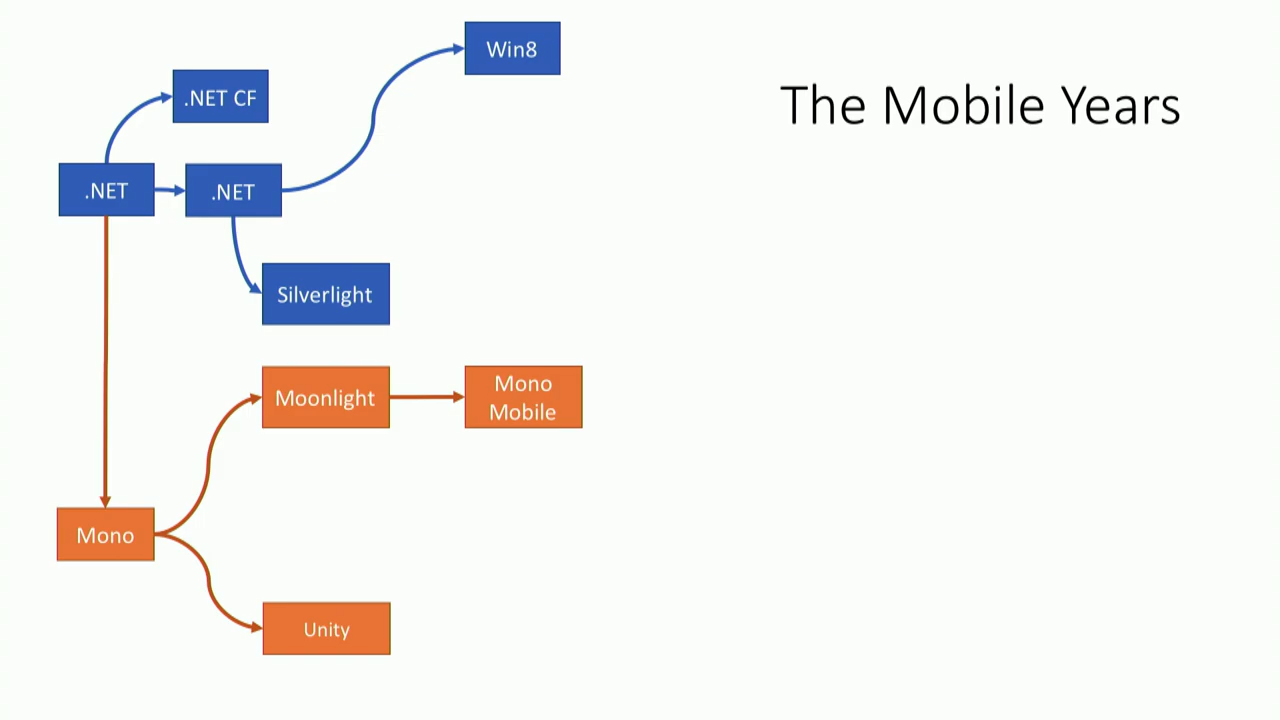 The Mobile Years
Win8
.NET CF
.NET
.NET
Silverlight
Moonlight
Mono
Mobile
Mono
Unity